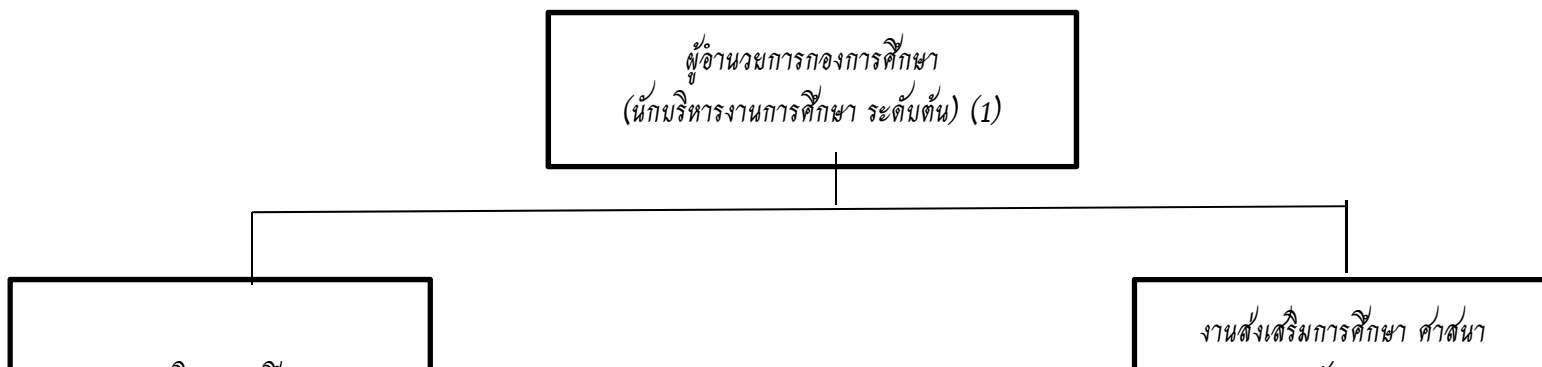 ผู้อำนวยการกองการศึกษา
(นักบริหารงานการศึกษา ระดับต้น) (1)
งานส่งเสริมการศึกษา ศาสนา